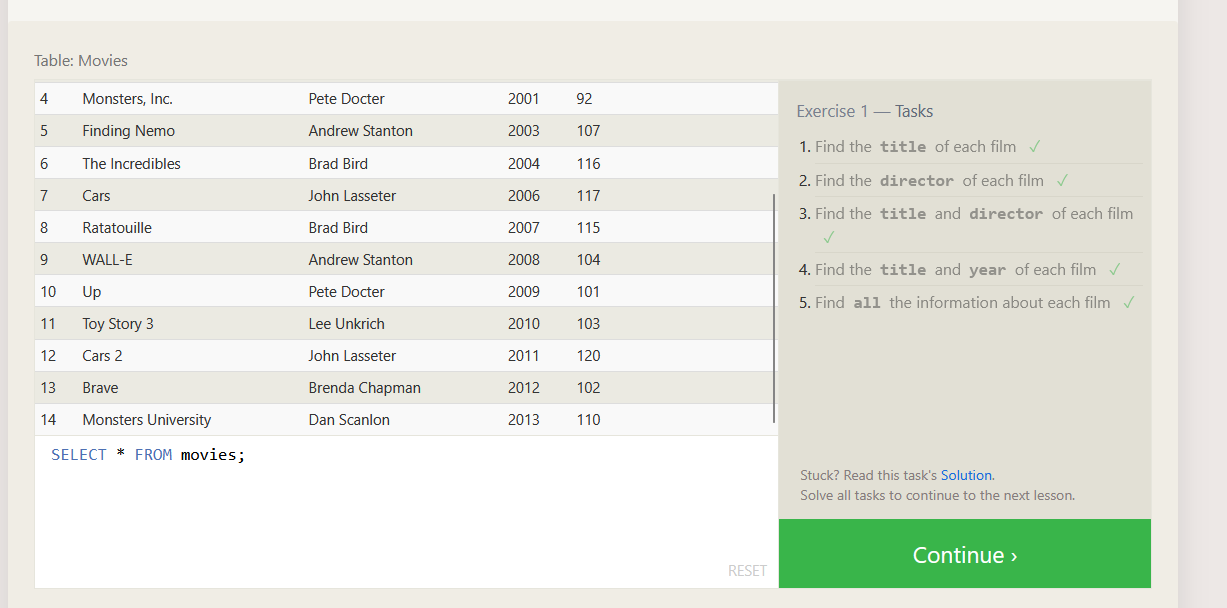 Table: Movies
4 Monsters, Inc. Pete Docter 2001 92
5 Finding Nemo Andrew Stanton 2003 107
6 The Incredibles Brad Bird 2004 116
7 Cars John Lasseter 2006 117
8 Ratatouille Brad Bird 2007 115
9 WALL-E Andrew Stanton 2008 104
10 Up Pete Docter 2009 101
11 Toy Story 3 Lee Unkrich 2010 103
12 Cars 2 John Lasseter 2011 120
13 Brave Brenda Chapman 2012 102
14 Monsters University Dan Scanlon 2013 110
SELECT * FROM movies;
RESET
Exercise 1 — Tasks
1. Find the title of each film ✓
2. Find the director of each film ✓
3. Find the title and director of each film
✓
4. Find the title and year of each film ✓
5. Find all the information about each film ✓
Stuck? Read this task's Solution.
Solve all tasks to continue to the next lesson.
Continue ›